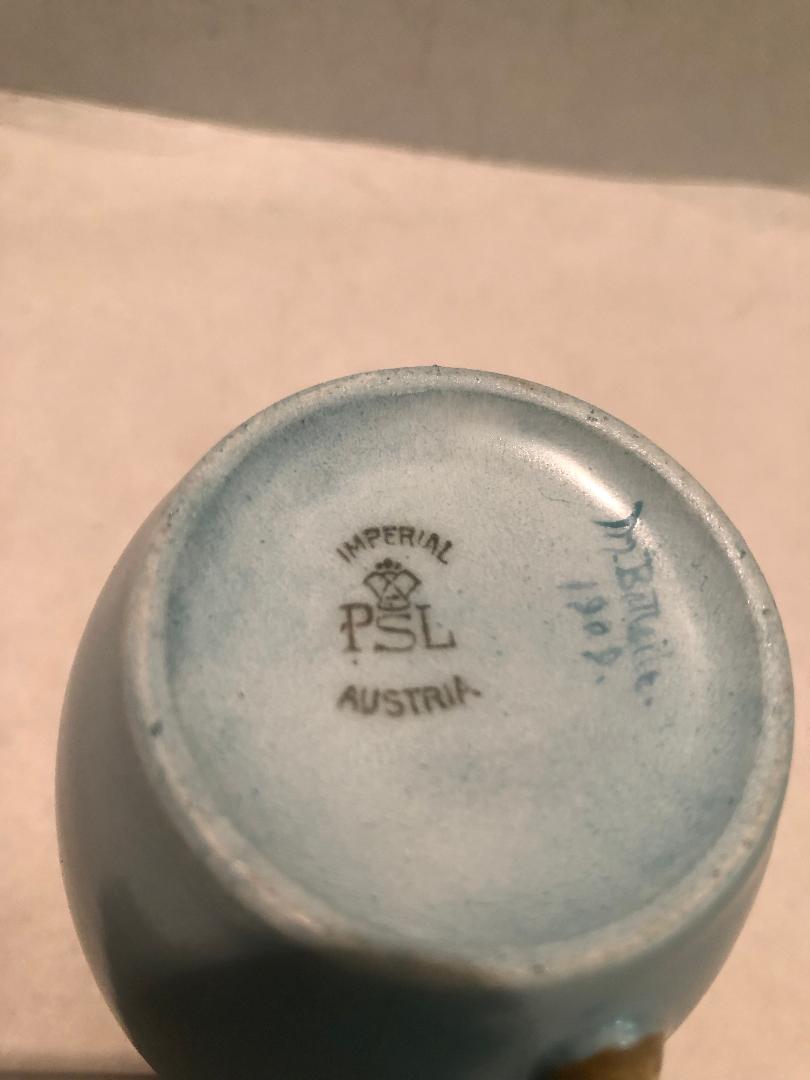 IMPERIAL
PSL
AUSTRIA
1908.